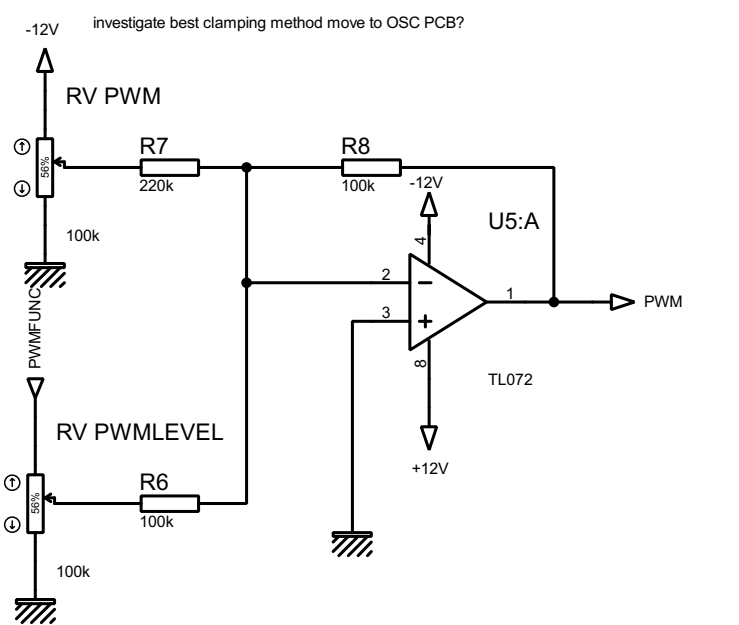 investigate best clamping method move to OSC PCB?
-12V
RV PWM
56%
100k
R7
220k
R8
100k
-12V
4
U5:A
2
3
1
8
PWM
TL072
+12V
PWMFUNC
RV PWMLEVEL
56%
100k
R6
100k